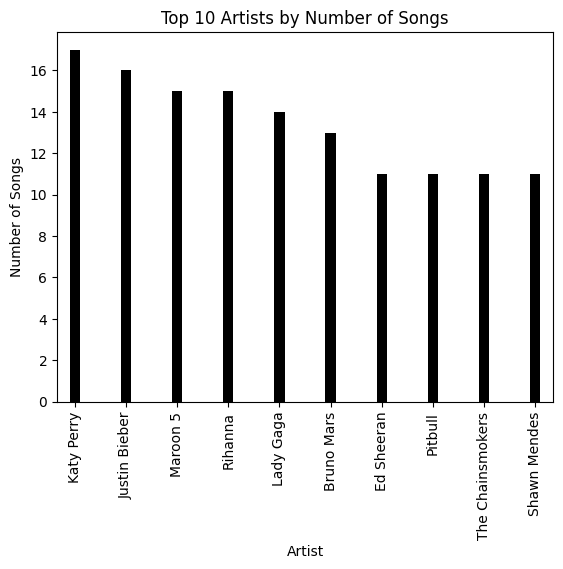 Top 10 Artists by Number of Songs
Number of Songs
16
14
12
10
8
6
4
2
0
Katy Perry
Justin Bieber
Maroon 5
Rihanna
Lady Gaga
Bruno Mars
Ed Sheeran
Pitbull
The Chainsmokers
Shawn Mendes
Artist